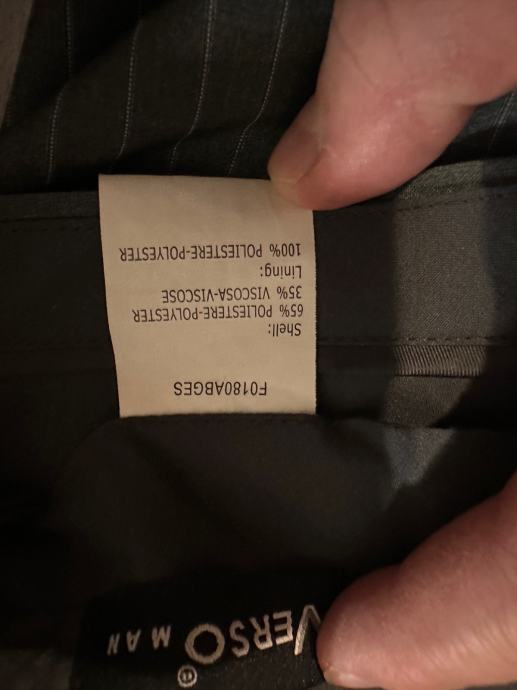 F0180ABGES
Shell:
65% POLIESTERE-POLYESTER
35% VISCOSA-VISCOSE
Lining:
100% POLIESTERE-POLYESTER
VERSO MAN
®